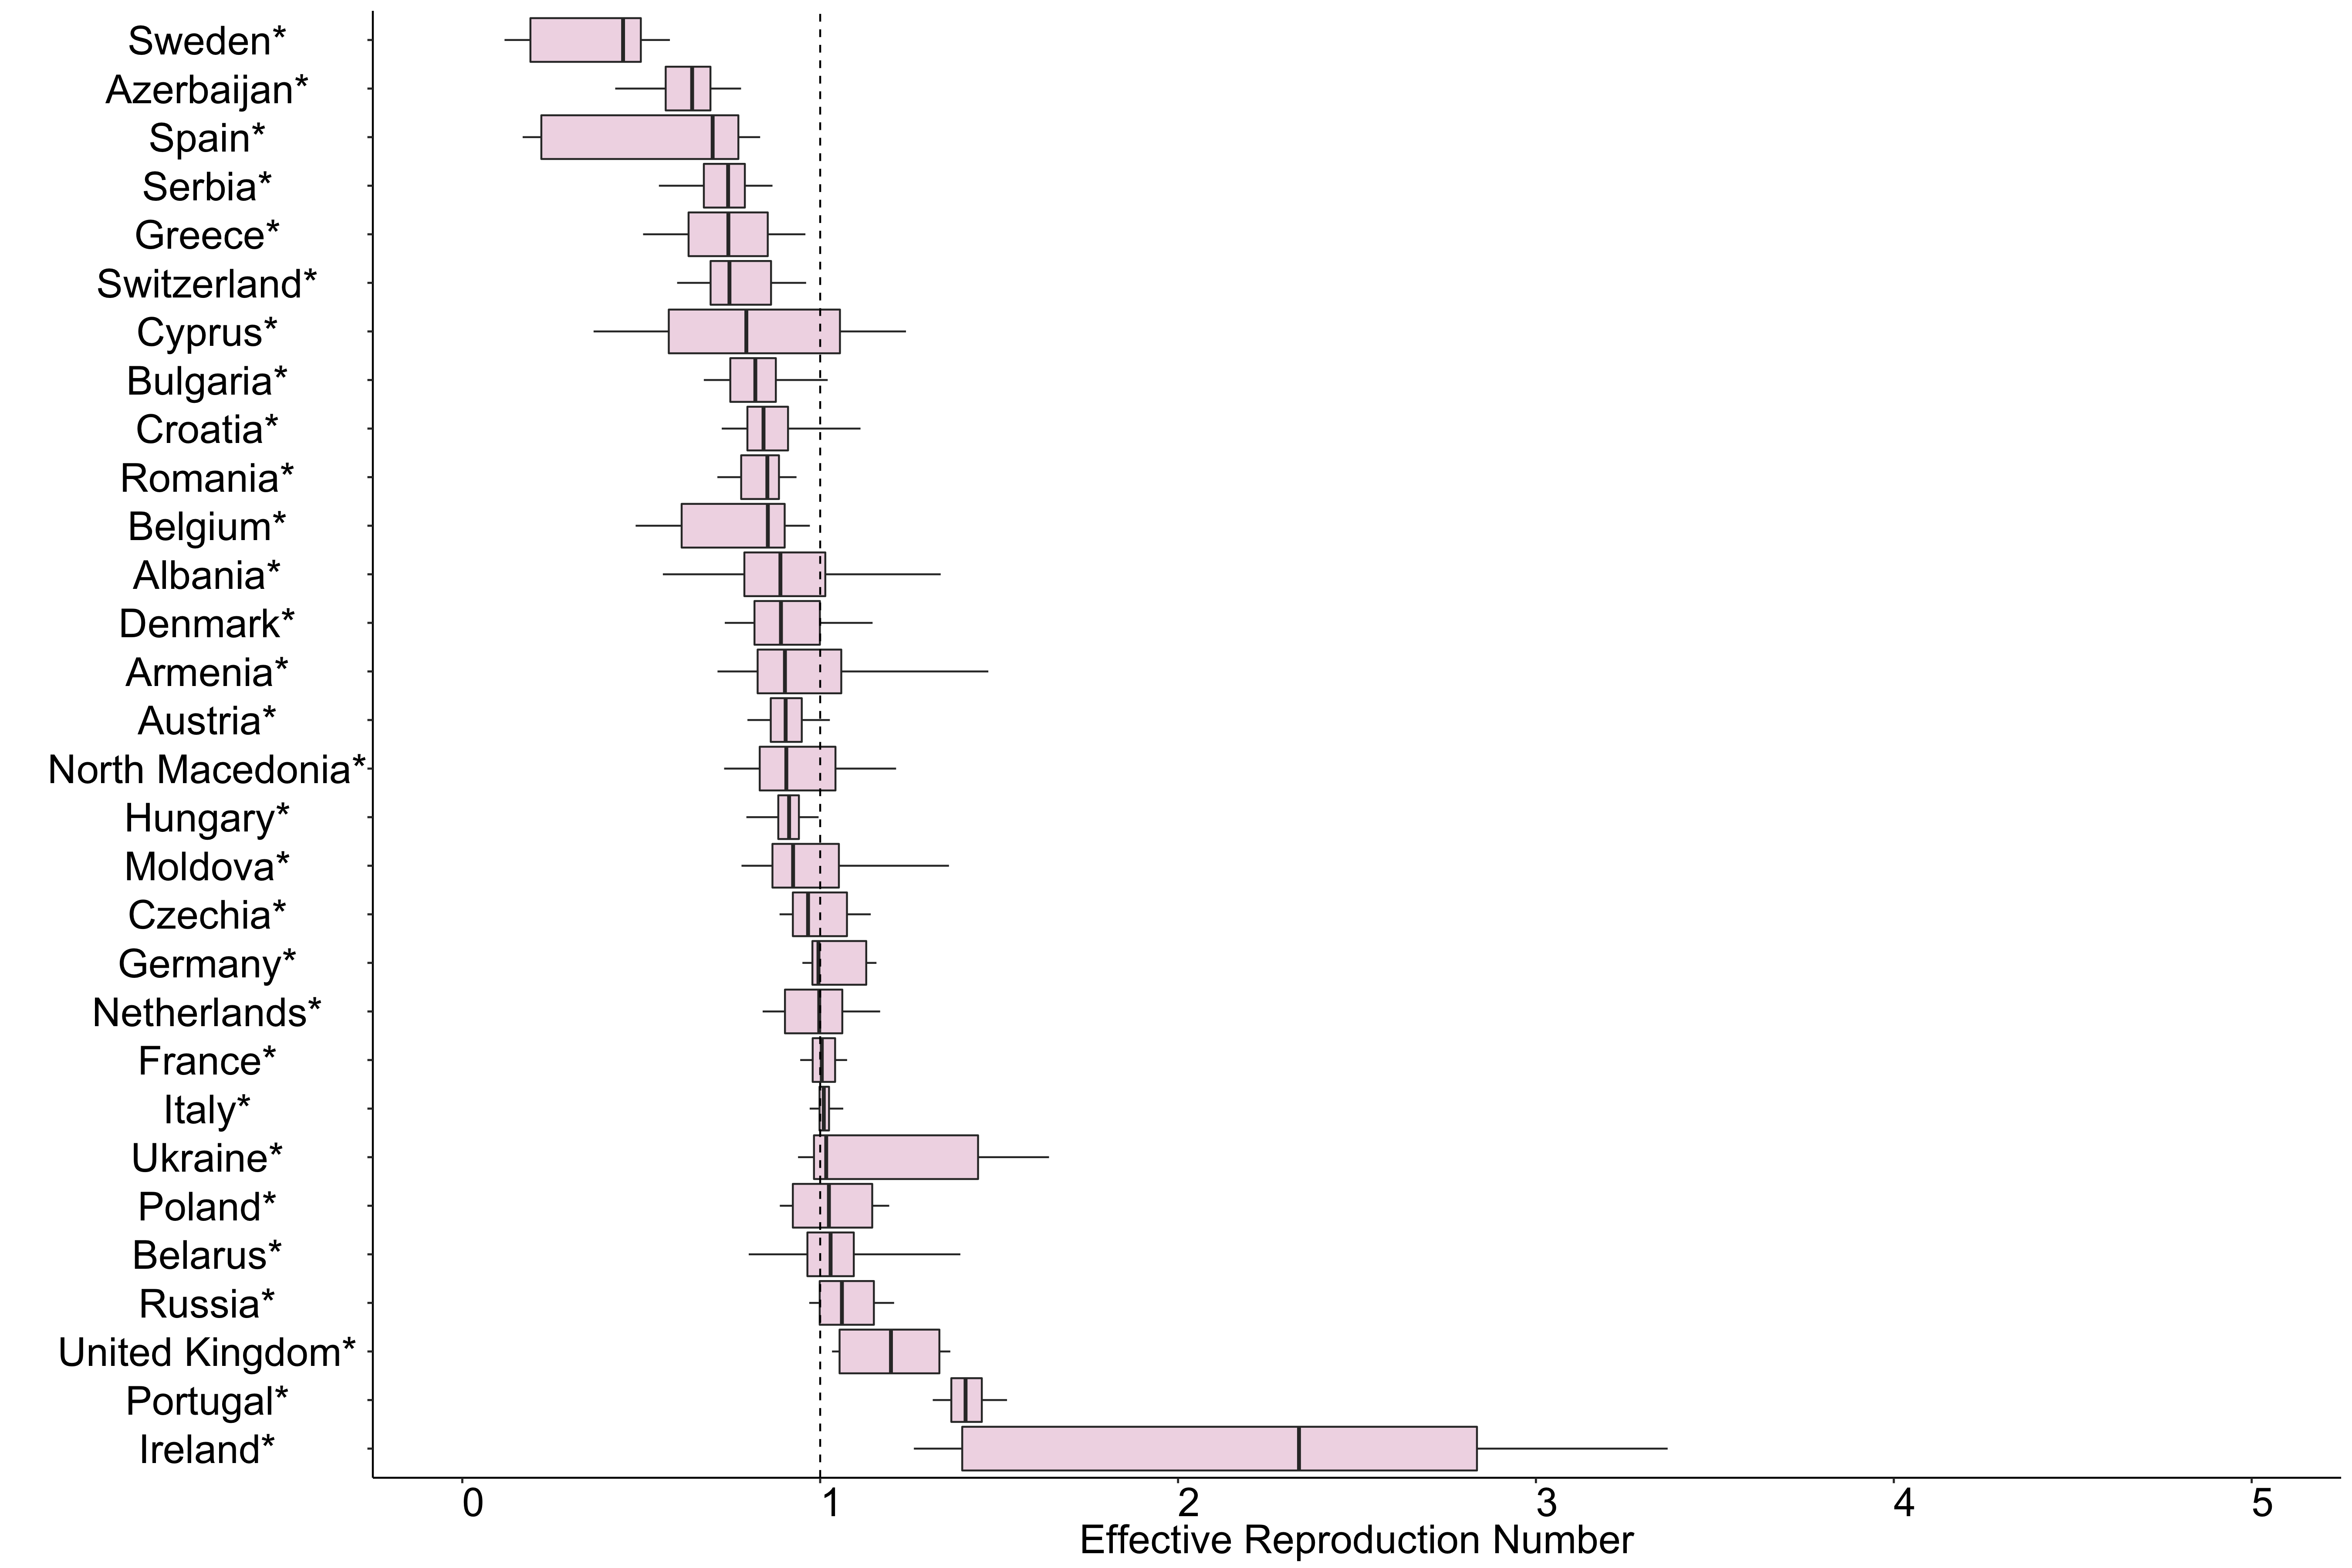 Sweden*
Azerbaijan*
Spain*
Serbia*
Greece*
Switzerland*
Cyprus*
Bulgaria*
Croatia*
Romania*
Belgium*
Albania*
Denmark*
Armenia*
Austria*
North Macedonia*
Hungary*
Moldova*
Czechia*
Germany*
Netherlands*
France*
Italy*
Ukraine*
Poland*
Belarus*
Russia*
United Kingdom*
Portugal*
Ireland*
0 1 2 3 4 5
Effective Reproduction Number